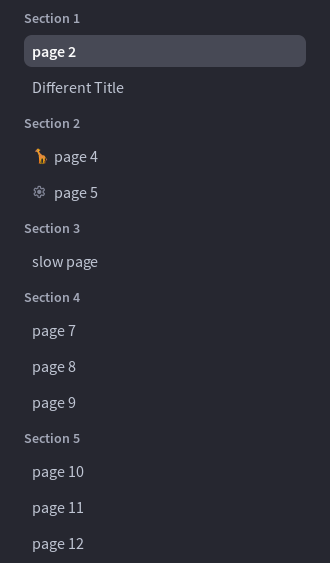 Section 1
page 2
Different Title
Section 2
page 4
page 5
Section 3
slow page
Section 4
page 7
page 8
page 9
Section 5
page 10
page 11
page 12